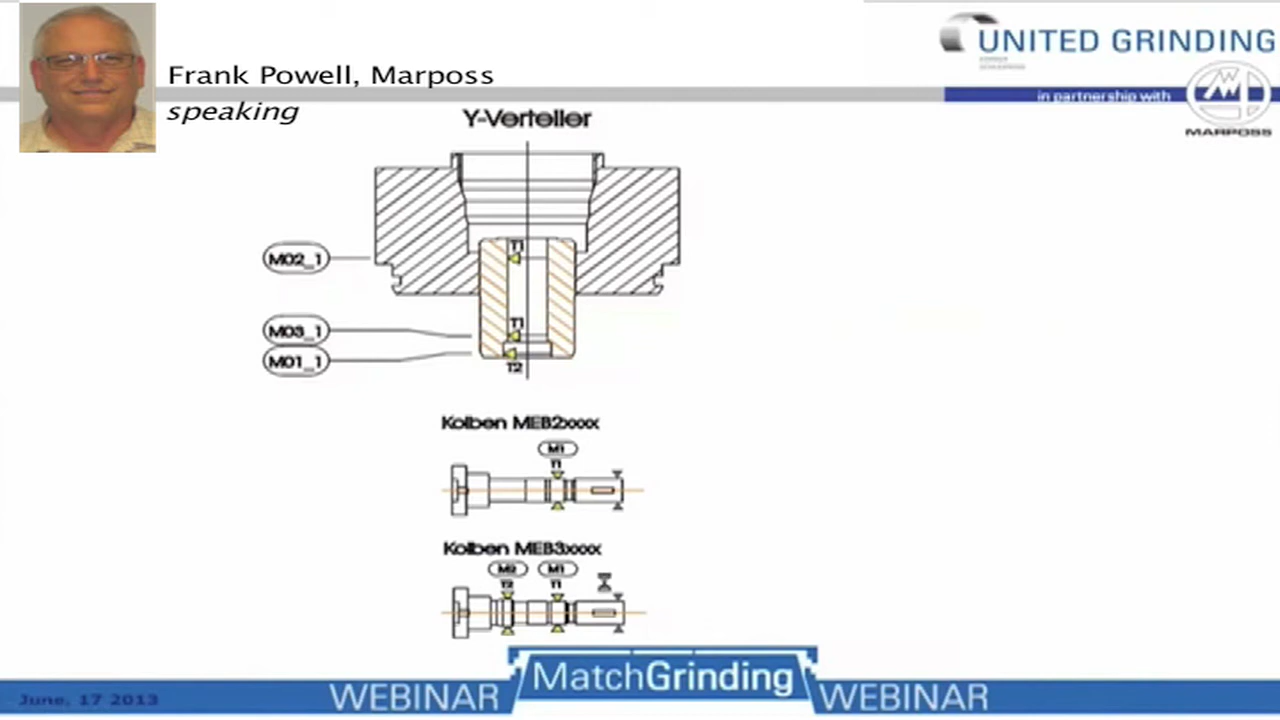 Frank Powell, Marposs
speaking
UNITED GRINDING
in partnership with
MARPOSS
Y-Verteiler
T1
M02_1
T1
M03_1
M01_1
T2
Kolben MEB2xxxx
M1
T1
Kolben MEB3xxxx
M2 M1
T2 T1
June, 17 2013
WEBINAR MatchGrinding WEBINAR